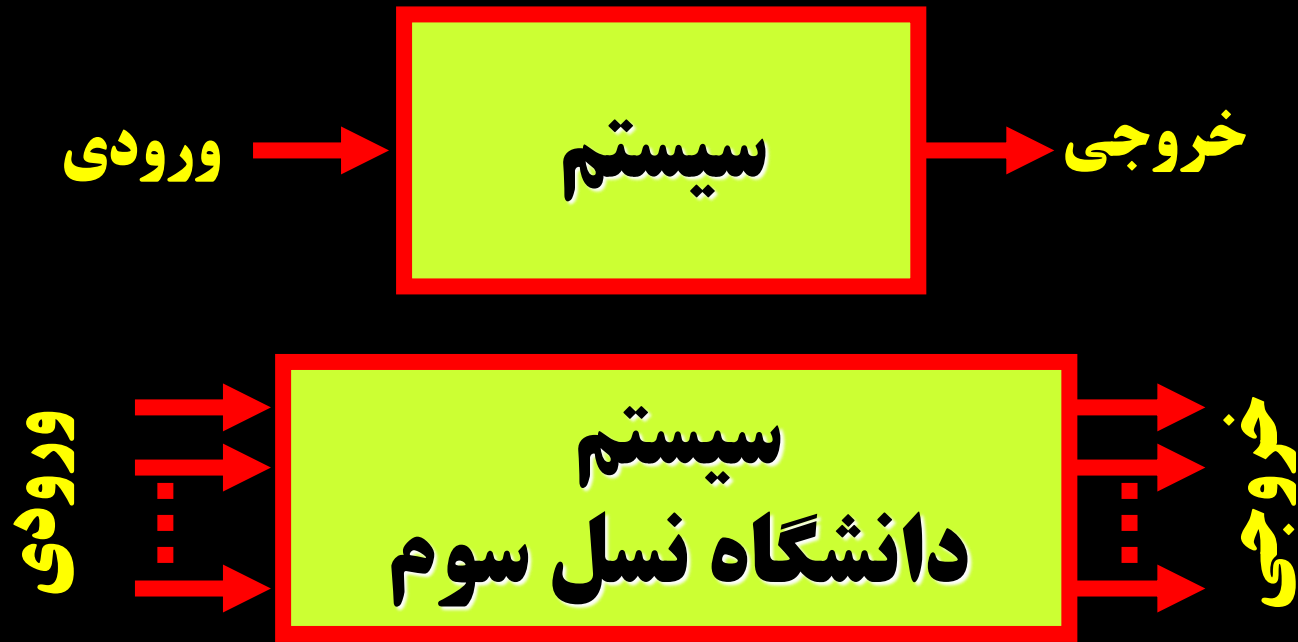 ورودی
سیستم
خروجی
ورودی
سیستم
دانشگاه نسل سوم
خروجی